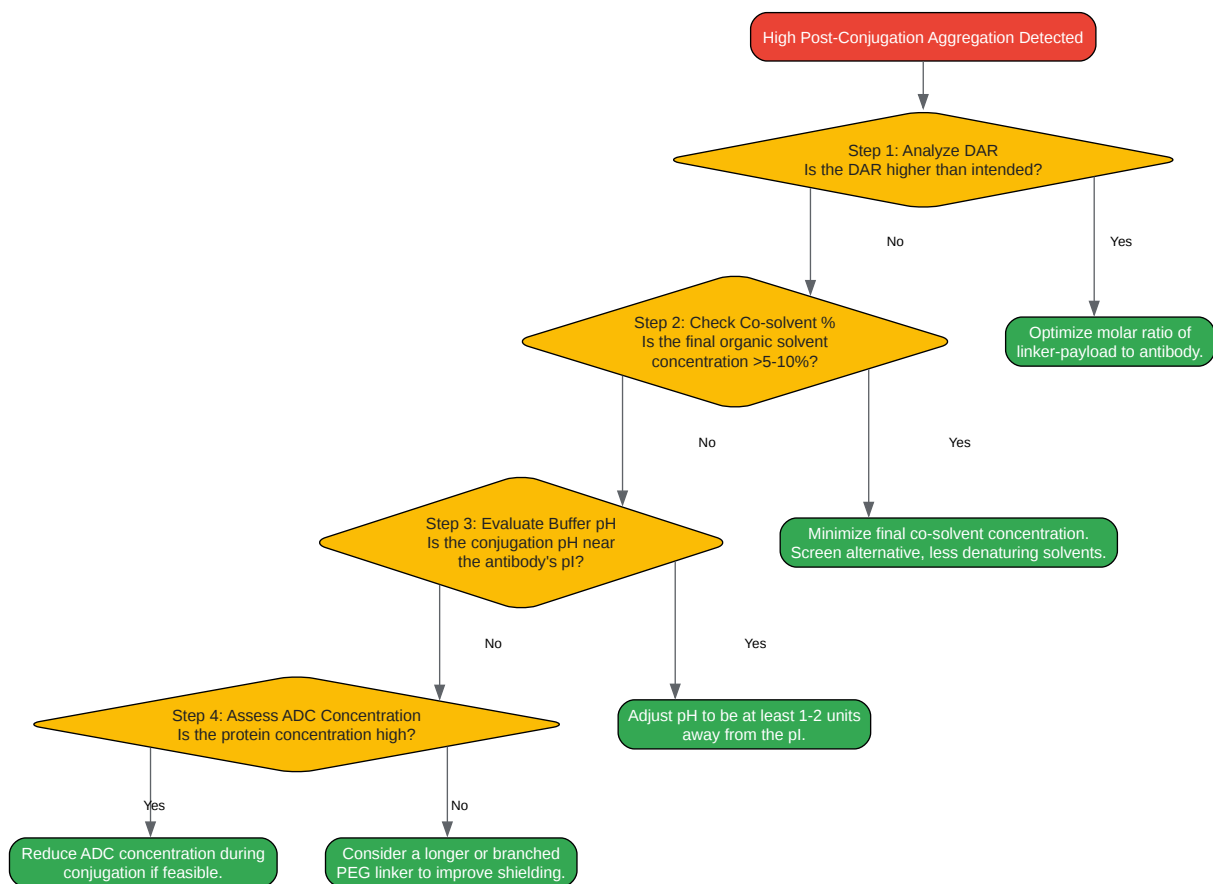 High Post-Conjugation Aggregation Detected
Step 1: Analyze DAR
Is the DAR higher than intended?
No
Yes
Step 2: Check Co-solvent %
Is the final organic solvent
concentration >5-10%?
Optimize molar ratio of
linker-payload to antibody.
No
Yes
Step 3: Evaluate Buffer pH
Is the conjugation pH near
the antibody's pI?
Minimize final co-solvent concentration.
Screen alternative, less denaturing solvents.
No
Yes
Step 4: Assess ADC Concentration
Is the protein concentration high?
Adjust pH to be at least 1-2 units
away from the pI.
Yes
No
Reduce ADC concentration during
conjugation if feasible.
Consider a longer or branched
PEG linker to improve shielding.